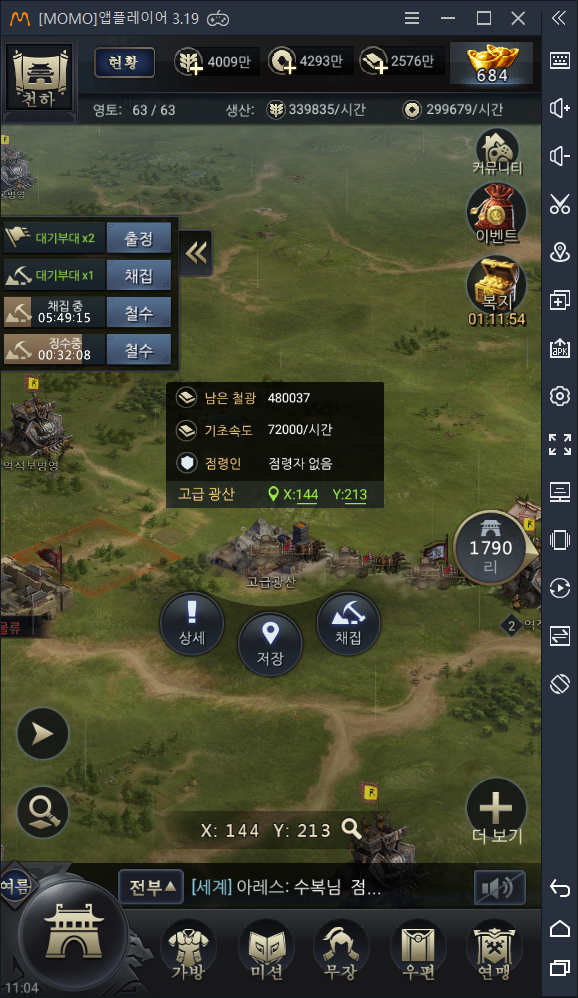 [MOMO]앱플레이어 3.19
천하
현황
4009만
4293만
2576만
684
영토: 63 / 63
생산: 339835/시간
299679/시간
커뮤니티
이벤트
복지
01:11:54
대기부대 x2
출정
대기부대 x1
채집
채집 중
05:49:15
철수
징수중
00:32:08
철수
남은 철광 480037
기초속도 72000/시간
점령인 점령자 없음
고급 광산 X:144 Y:213
1790
리
고급광산
상세
저장
채집
2
X: 144 Y: 213
더 보기
여름
전부
[세계] 아레스: 수복님 점...
가방
미션
무장
우편
연맹
11:04
APK